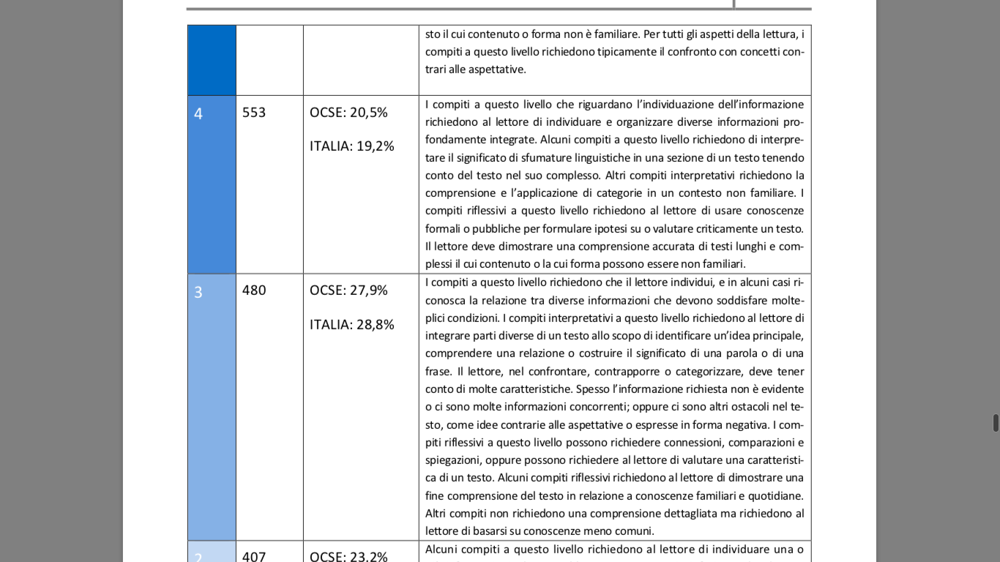 sto il cui contenuto o forma non è familiare. Per tutti gli aspetti della lettura, i
compiti a questo livello richiedono tipicamente il confronto con concetti con-
trari alle aspettative.
4
553
OCSE: 20,5%
ITALIA: 19,2%
I compiti a questo livello che riguardano l’individuazione dell’informazione
richiedono al lettore di individuare e organizzare diverse informazioni pro-
fondamente integrate. Alcuni compiti a questo livello richiedono di interpre-
tare il significato di sfumature linguistiche in una sezione di un testo tenendo
conto del testo nel suo complesso. Altri compiti interpretativi richiedono la
comprensione e l’applicazione di categorie in un contesto non familiare. I
compiti riflessivi a questo livello richiedono al lettore di usare conoscenze
formali o pubbliche per formulare ipotesi su o valutare criticamente un testo.
Il lettore deve dimostrare una comprensione accurata di testi lunghi e com-
plessi il cui contenuto o la cui forma possono essere non familiari.
3
480
OCSE: 27,9%
ITALIA: 28,8%
I compiti a questo livello richiedono che il lettore individui, e in alcuni casi ri-
conosca la relazione tra diverse informazioni che devono soddisfare molte-
plici condizioni. I compiti interpretativi a questo livello richiedono al lettore di
integrare parti diverse di un testo allo scopo di identificare un’idea principale,
comprendere una relazione o costruire il significato di una parola o di una
frase. Il lettore, nel confrontare, contrapporre o categorizzare, deve tener
conto di molte caratteristiche. Spesso l’informazione richiesta non è evidente
o ci sono molte informazioni concorrenti; oppure ci sono altri ostacoli nel te-
sto, come idee contrarie alle aspettative o espresse in forma negativa. I com-
piti riflessivi a questo livello possono richiedere connessioni, comparazioni e
spiegazioni, oppure possono richiedere al lettore di valutare una caratteristi-
ca di un testo. Alcuni compiti riflessivi richiedono al lettore di dimostrare una
fine comprensione del testo in relazione a conoscenze familiari e quotidiane.
Altri compiti non richiedono una comprensione dettagliata ma richiedono al
lettore di basarsi su conoscenze meno comuni.
2
407
OCSE: 23,2%
Alcuni compiti a questo livello richiedono al lettore di individuare una o